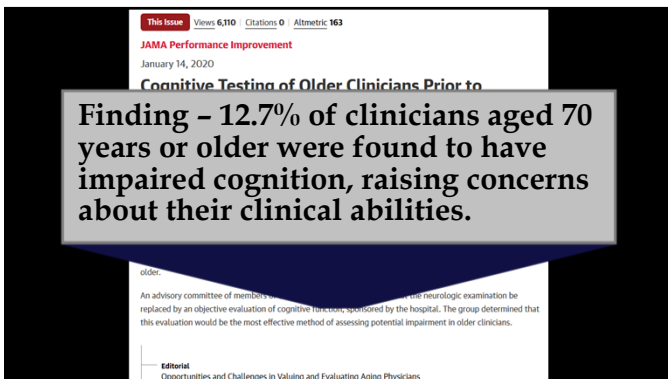 This Issue Views 6,110 | Citations 0 | Altmetric 163
JAMA Performance Improvement
January 14, 2020
Cognitive Testing of Older Clinicians Prior to
Finding – 12.7% of clinicians aged 70
years or older were found to have
impaired cognition, raising concerns
about their clinical abilities.
older.
An advisory committee of members the neurologic examination be
replaced by an objective evaluation of cognitive function, sponsored by the hospital. The group determined that
this evaluation would be the most effective method of assessing potential impairment in older clinicians.
Editorial
Opportunities and Challenges in Valuing and Evaluating Aging Physicians